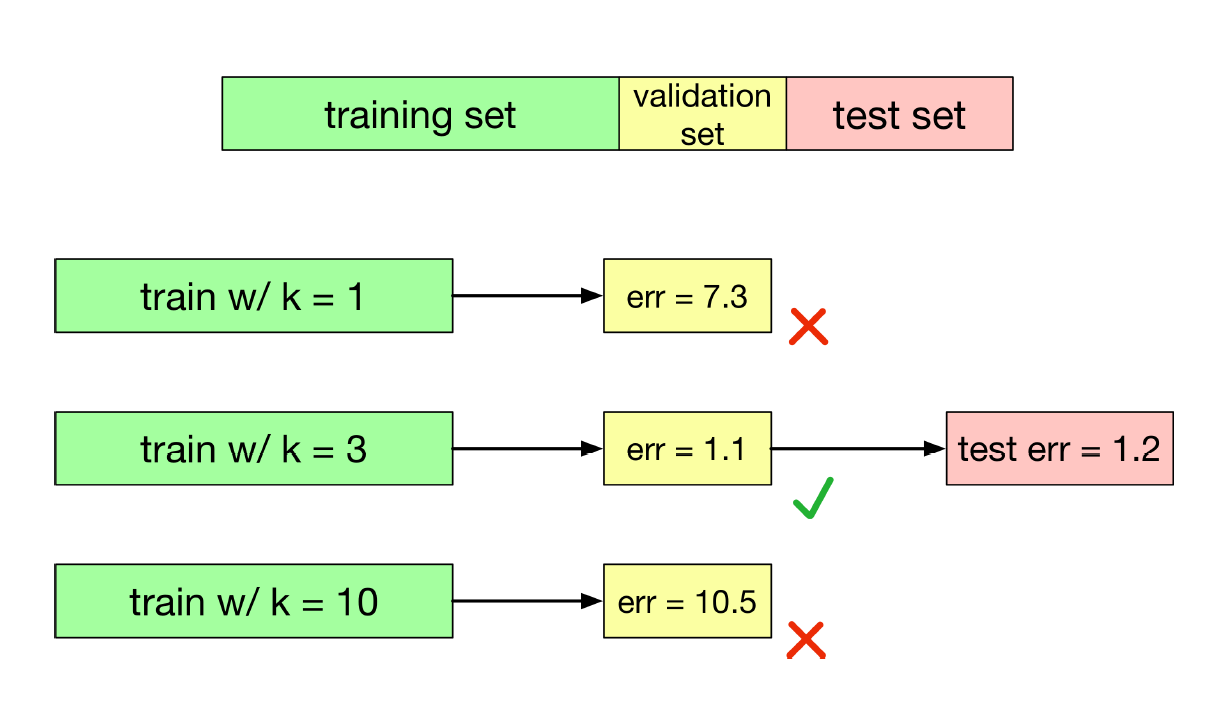 training set
validation
set
test set
train w/ k = 1
err = 7.3
train w/ k = 3
err = 1.1
test err = 1.2
train w/ k = 10
err = 10.5